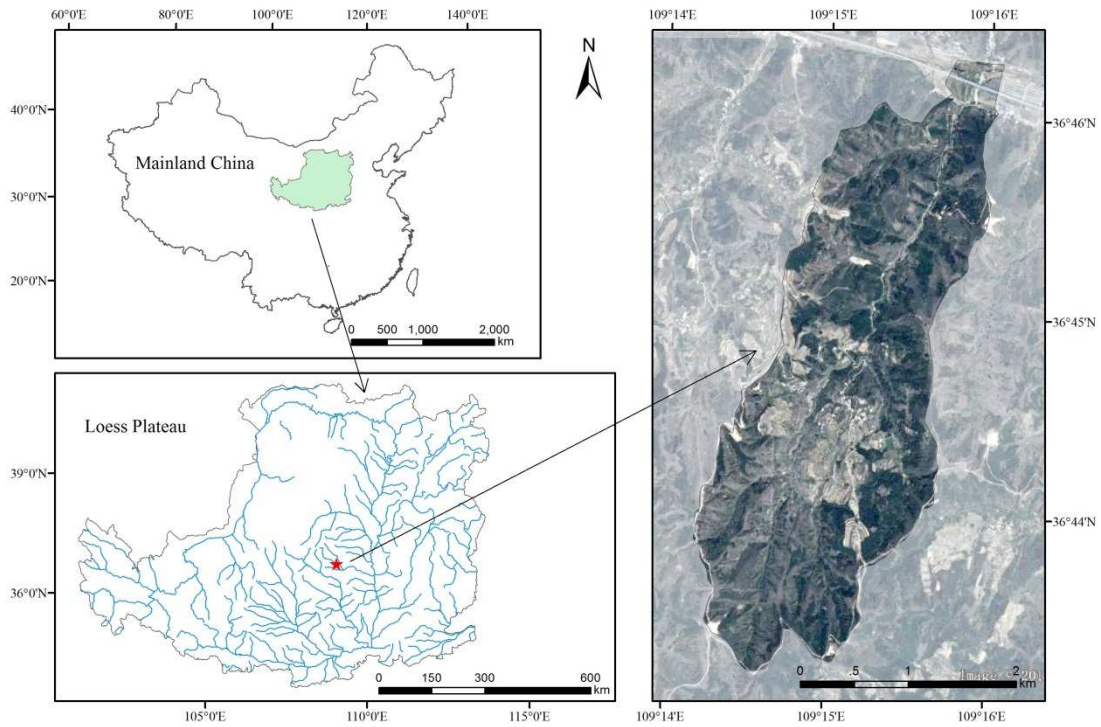 60°0'E 100°0'E 120°0'E 140°0'E
N
40°0'N
30°0'N
20°0'N
Mainland China
0 500 1,000 2,000
km
Loess Plateau
39°0'N
36°0'N
0 150 300 600
km
105°0'E 110°0'E 115°0'E
109°14'E 109°15'E 109°16'E
36°46'N
36°45'N
36°44'N
0 .5 1 2
km
Image © 201
109°14'E 109°15'E 109°16'E